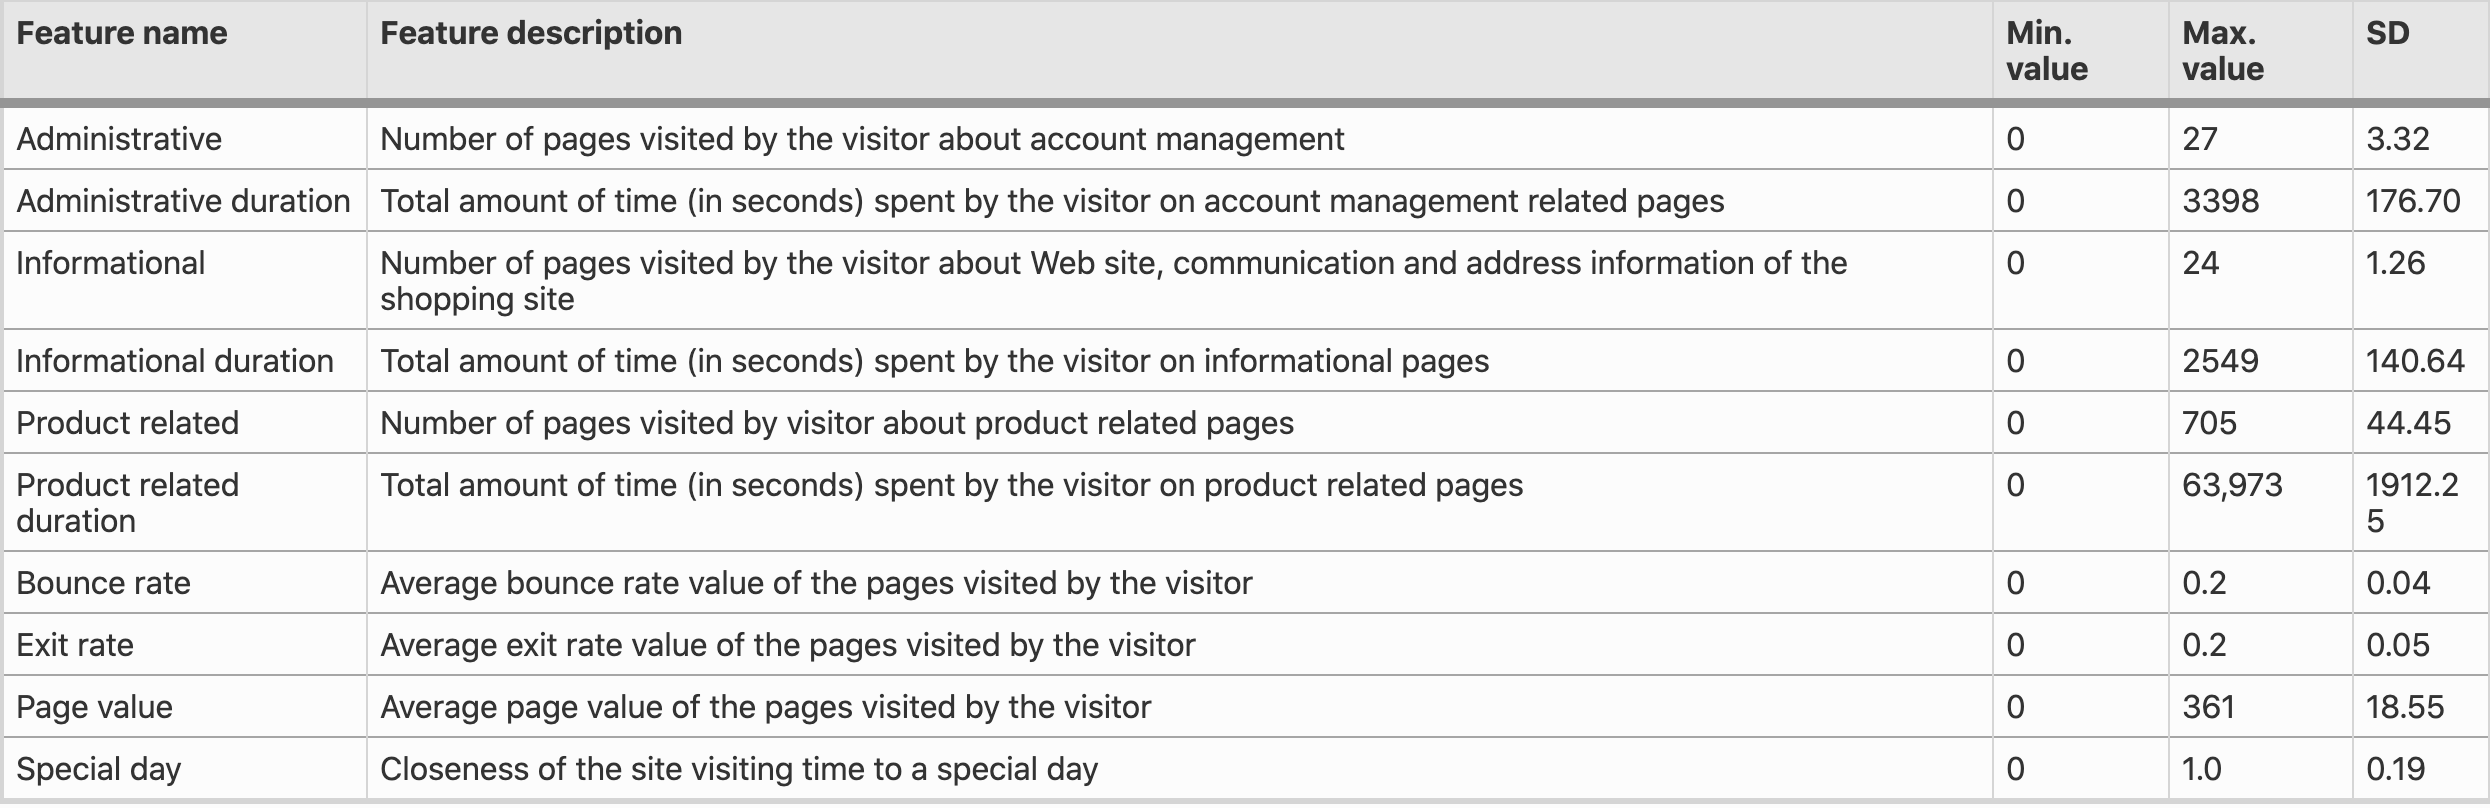 Feature name Feature description Min. value Max. value SD
Administrative Number of pages visited by the visitor about account management 0 27 3.32
Administrative duration Total amount of time (in seconds) spent by the visitor on account management related pages 0 3398 176.70
Informational Number of pages visited by the visitor about Web site, communication and address information of the shopping site 0 24 1.26
Informational duration Total amount of time (in seconds) spent by the visitor on informational pages 0 2549 140.64
Product related Number of pages visited by visitor about product related pages 0 705 44.45
Product related duration Total amount of time (in seconds) spent by the visitor on product related pages 0 63,973 1912.25
Bounce rate Average bounce rate value of the pages visited by the visitor 0 0.2 0.04
Exit rate Average exit rate value of the pages visited by the visitor 0 0.2 0.05
Page value Average page value of the pages visited by the visitor 0 361 18.55
Special day Closeness of the site visiting time to a special day 0 1.0 0.19